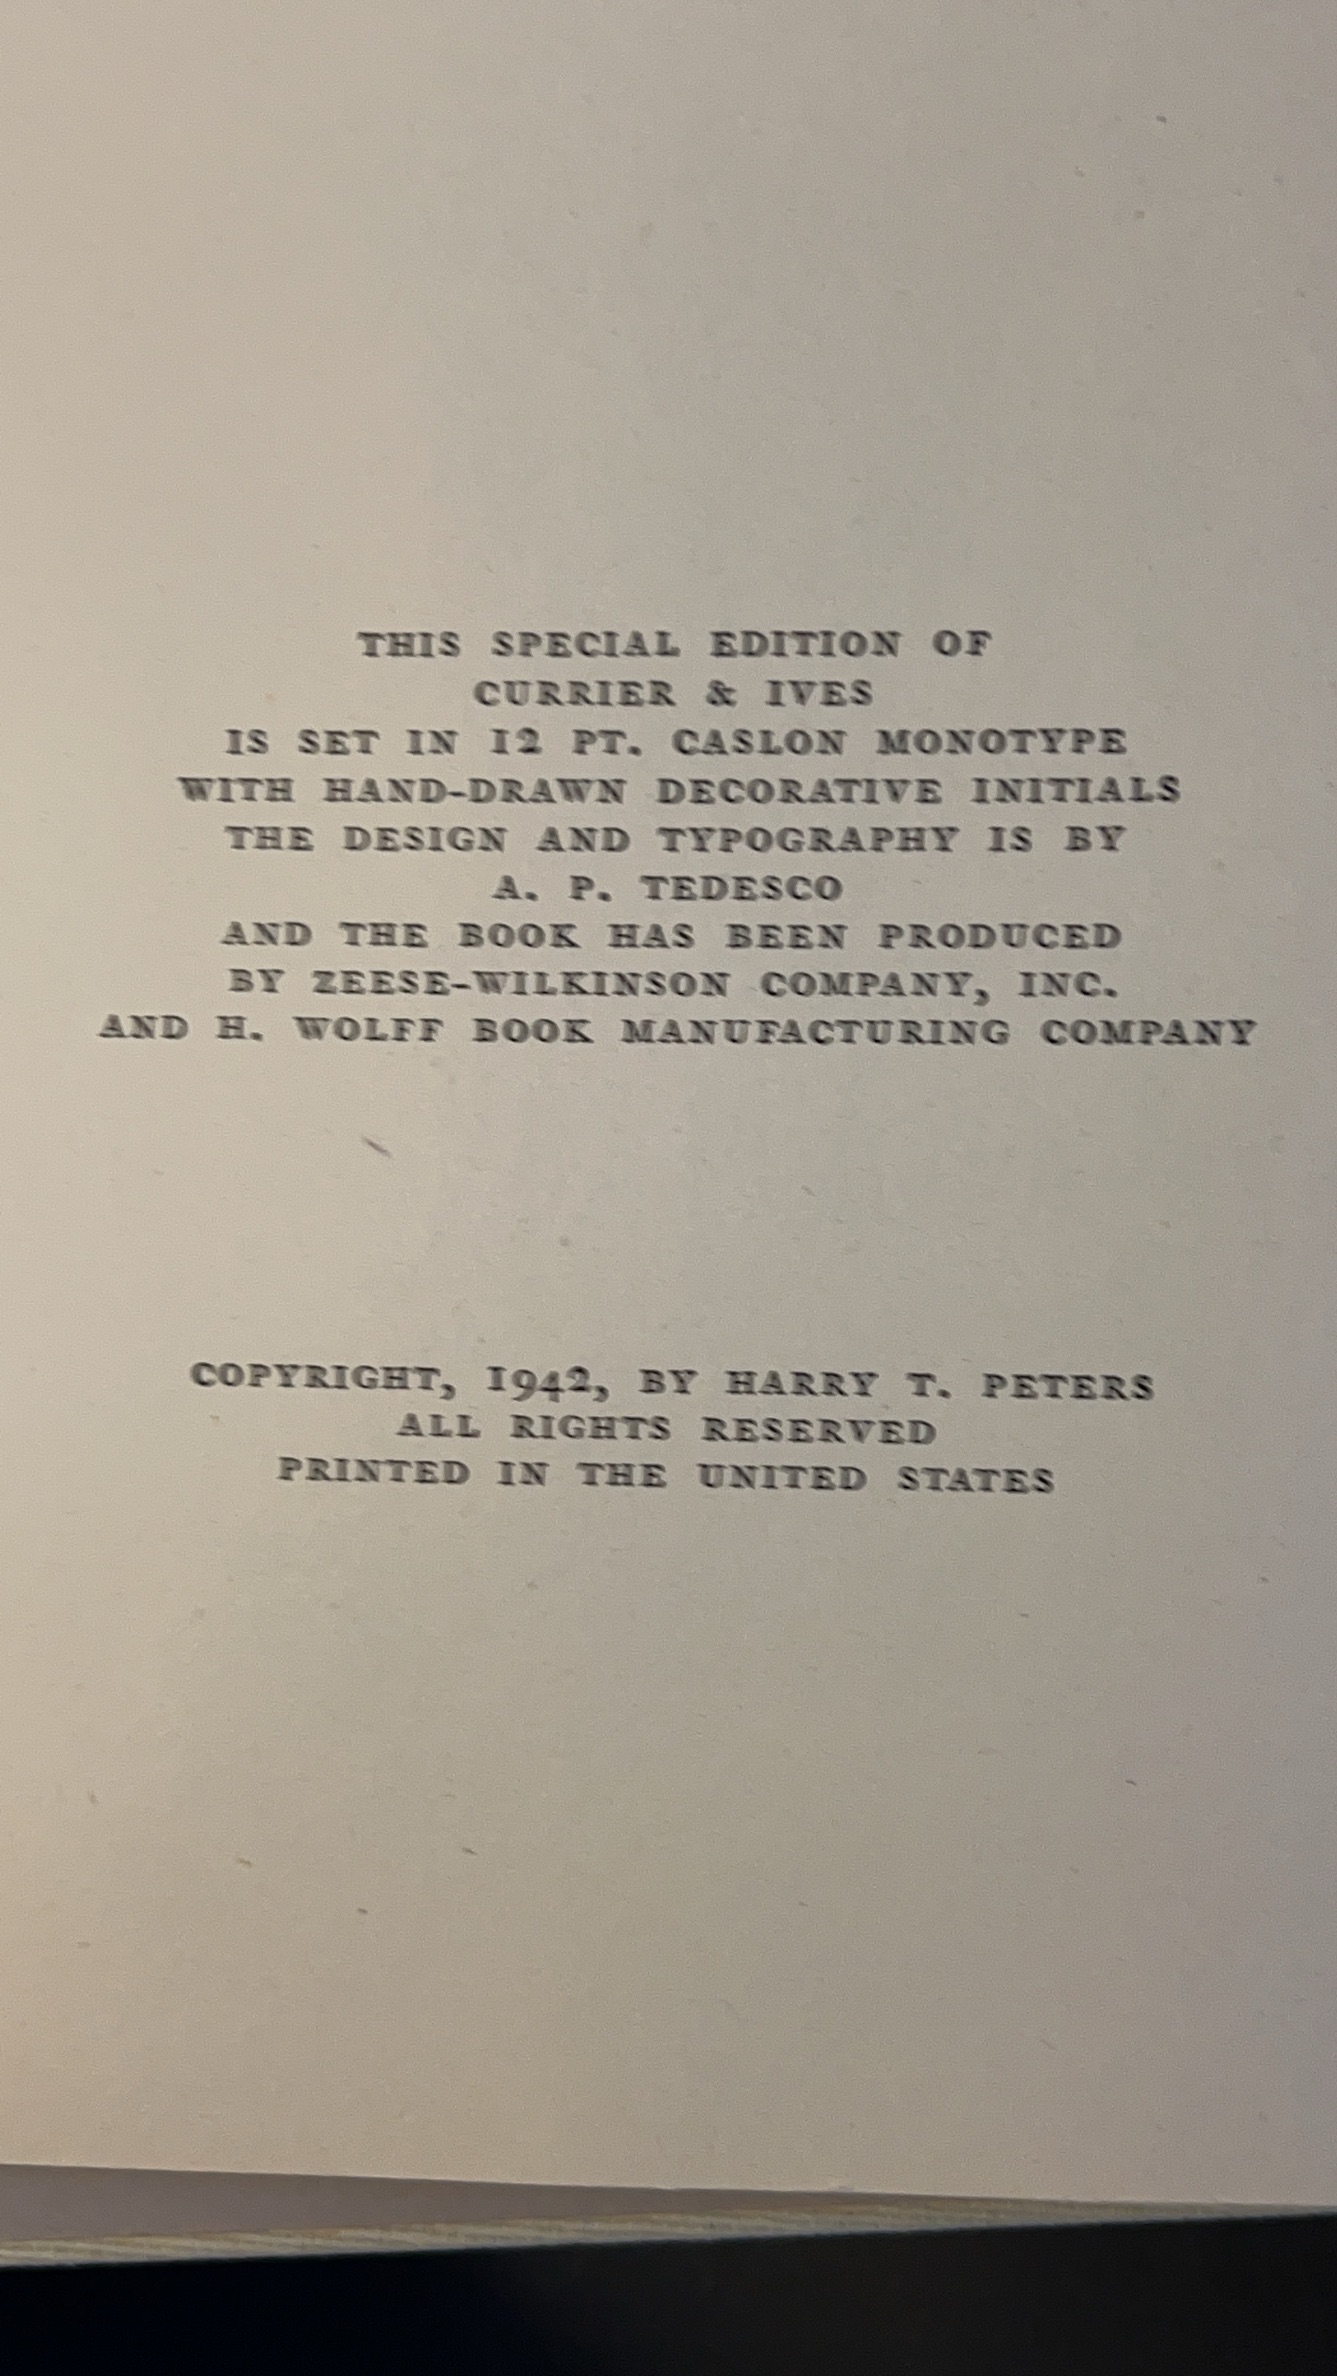 THIS SPECIAL EDITION OF
CURRIER & IVES
IS SET IN 12 PT. CASLON MONOTYPE
WITH HAND-DRAWN DECORATIVE INITIALS
THE DESIGN AND TYPOGRAPHY IS BY
A. P. TEDESCO
AND THE BOOK HAS BEEN PRODUCED
BY ZEESE-WILKINSON COMPANY, INC.
AND H. WOLFF BOOK MANUFACTURING COMPANY
COPYRIGHT, 1942, BY HARRY T. PETERS
ALL RIGHTS RESERVED
PRINTED IN THE UNITED STATES